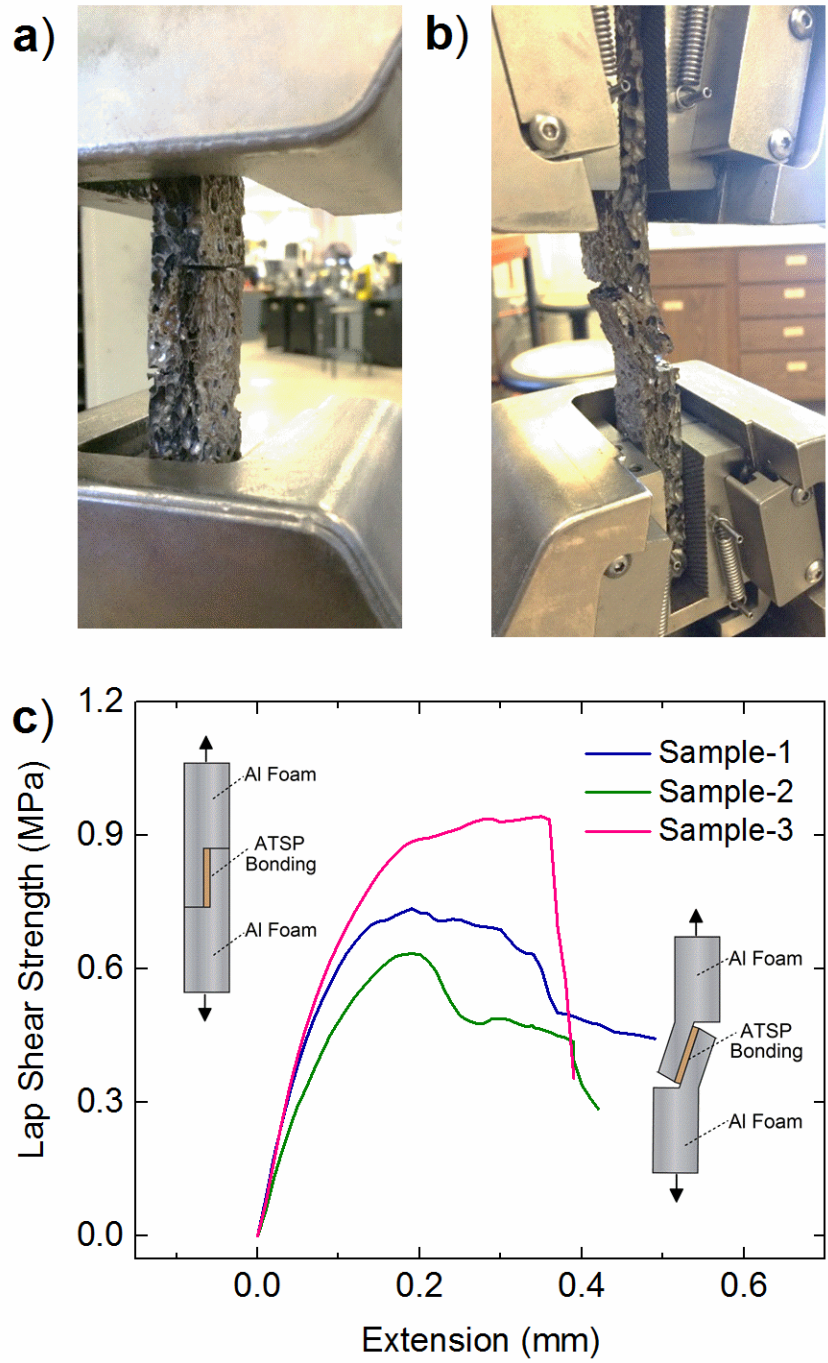 a)
b)
c)
1.2
0.9
0.6
0.3
0.0
Lap Shear Strength (MPa)
Al Foam
ATSP
Bonding
Al Foam
Sample-1
Sample-2
Sample-3
Al Foam
ATSP
Bonding
Al Foam
0.0
0.2
0.4
0.6
Extension (mm)